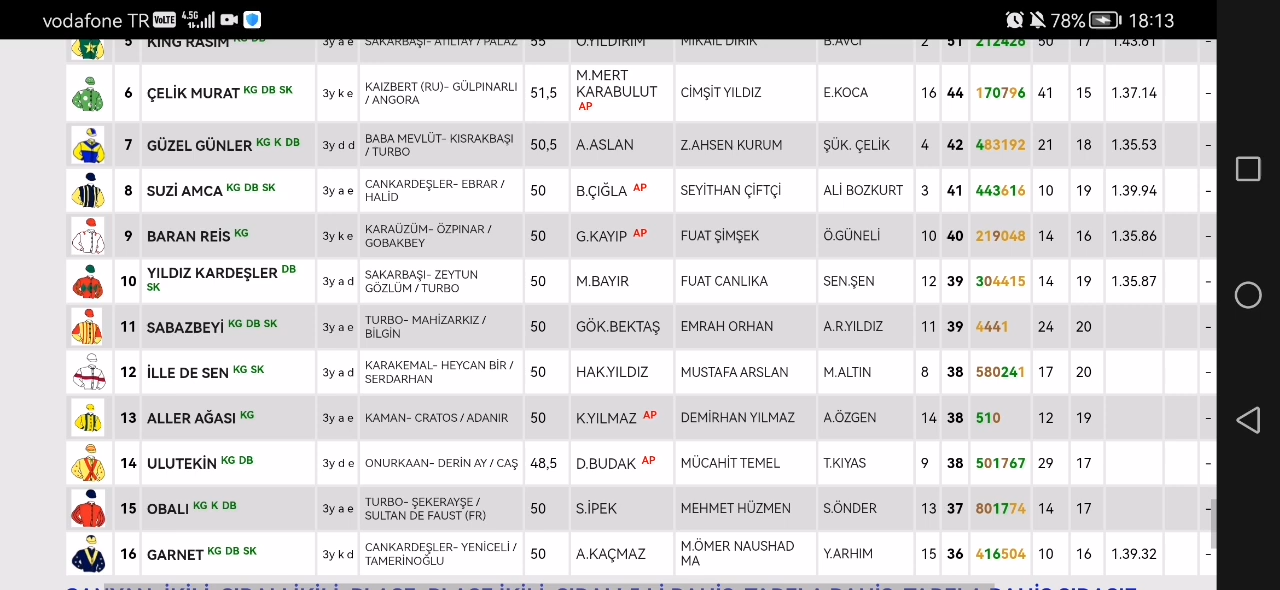 vodafone TR VoLTE 4.5G 78% 18:13
5 KING RASIM KG DB 3y a e SAKARBAŞI- ATILTAY / PALAZ 55 O.YILDIRIM MİKAİL DİRİK B.AVCI 2 51 212428 50 17 1.43.61 -
6 ÇELİK MURAT KG DB SK 3y k e KAIZBERT (RU)- GÜLPINARLI / ANGORA 51,5 M.MERT KARABULUT AP CİMŞİT YILDIZ E.KOCA 16 44 170796 41 15 1.37.14 -
7 GÜZEL GÜNLER KG K DB 3y d d BABA MEVLÜT- KISRAKBAŞI / TURBO 50,5 A.ASLAN Z.AHSEN KURUM ŞÜK. ÇELİK 4 42 483192 21 18 1.35.53 -
8 SUZİ AMCA KG DB SK 3y a e CANKARDEŞLER- EBRAR / HALİD 50 B.ÇIĞLA AP SEYİTHAN ÇİFTÇİ ALİ BOZKURT 3 41 443616 10 19 1.39.94 -
9 BARAN REİS KG 3y k e KARAÜZÜM- ÖZPINAR / GOBAKBEY 50 G.KAYIP AP FUAT ŞİMŞEK Ö.GÜNELİ 10 40 219048 14 16 1.35.86 -
10 YILDIZ KARDEŞLER DB SK 3y a d SAKARBAŞI- ZEYTUN GÖZLÜM / TURBO 50 M.BAYIR FUAT CANLIKA SEN.ŞEN 12 39 304415 14 19 1.35.87 -
11 SABAZBEYİ KG DB SK 3y a e TURBO- MAHİZARKIZ / BİLGİN 50 GÖK.BEKTAŞ EMRAH ORHAN A.R.YILDIZ 11 39 4441 24 20 -
12 İLLE DE SEN KG SK 3y a d KARAKEMAL- HEYCAN BİR / SERDARHAN 50 HAK.YILDIZ MUSTAFA ARSLAN M.ALTIN 8 38 580241 17 20 -
13 ALLER AĞASI KG 3y a e KAMAN- CRATOS / ADANIR 50 K.YILMAZ AP DEMİRHAN YILMAZ A.ÖZGEN 14 38 510 12 19 -
14 ULUTEKİN KG DB 3y d e ONURKAAN- DERİN AY / CAŞ 48,5 D.BUDAK AP MÜCAHİT TEMEL T.KIYAS 9 38 501767 29 17 -
15 OBALI KG K DB 3y a e TURBO- ŞEKERAYŞE / SULTAN DE FAUST (FR) 50 S.İPEK MEHMET HÜZMEN S.ÖNDER 13 37 801774 14 17 -
16 GARNET KG DB SK 3y k d CANKARDEŞLER- YENİCELİ / TAMERİNOĞLU 50 A.KAÇMAZ M.ÖMER NAUSHAD MA Y.ARHIM 15 36 416504 10 16 1.39.32 -